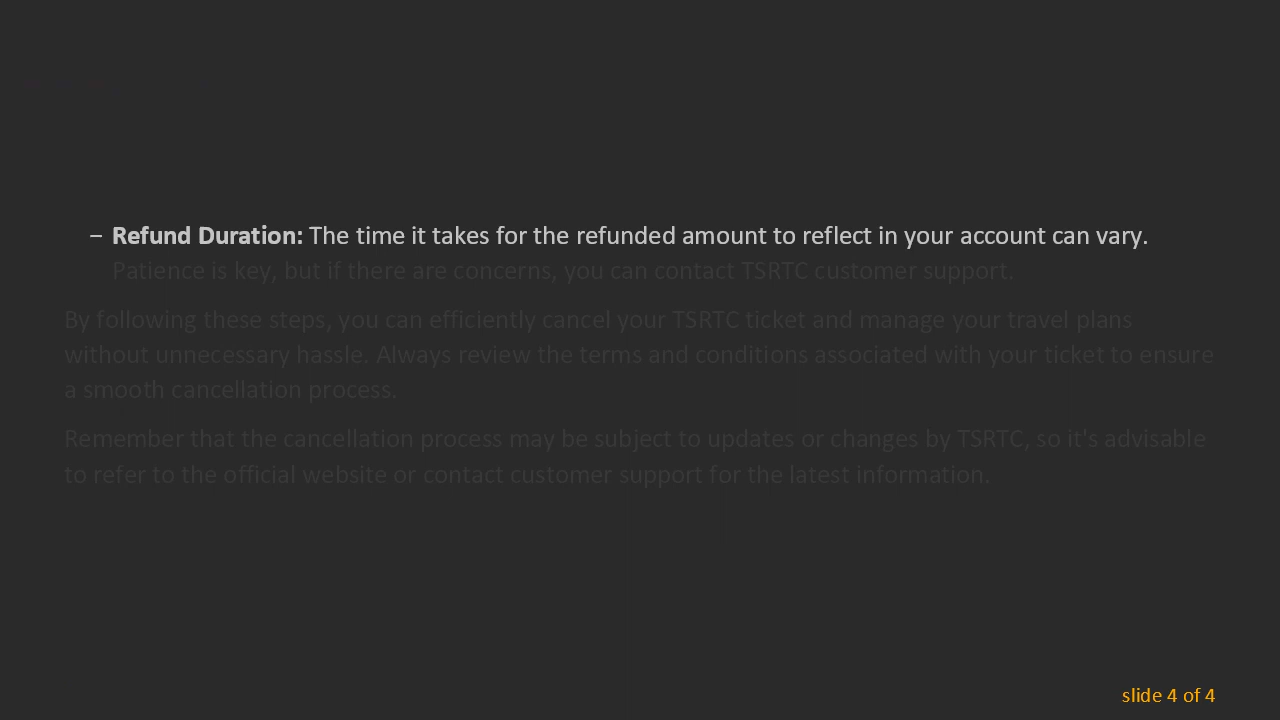 – Refund Duration: The time it takes for the refunded amount to reflect in your account can vary.
Patience is key, but if there are concerns, you can contact TSRTC customer support.
By following these steps, you can efficiently cancel your TSRTC ticket and manage your travel plans
without unnecessary hassle. Always review the terms and conditions associated with your ticket to ensure
a smooth cancellation process.
Remember that the cancellation process may be subject to updates or changes by TSRTC, so it's advisable
to refer to the official website or contact customer support for the latest information.
slide 4 of 4